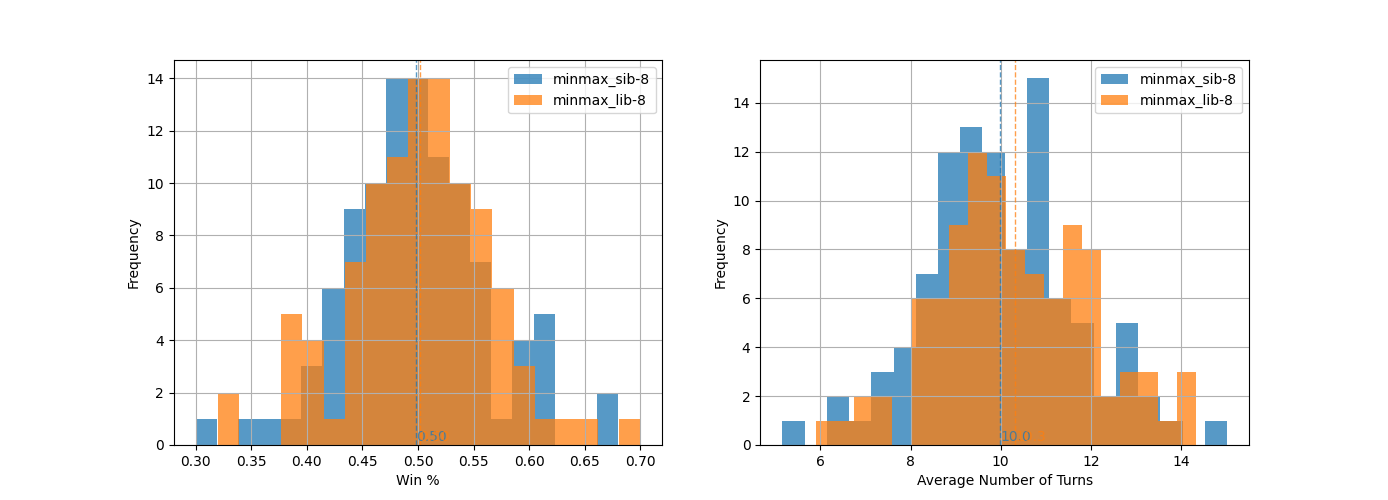 minmax_sib-8
minmax_lib-8
Frequency
14
12
10
8
6
4
2
0
0.50
0.30 0.35 0.40 0.45 0.50 0.55 0.60 0.65 0.70
Win %
minmax_sib-8
minmax_lib-8
Frequency
14
12
10
8
6
4
2
0
10.0
6 8 10 12 14
Average Number of Turns